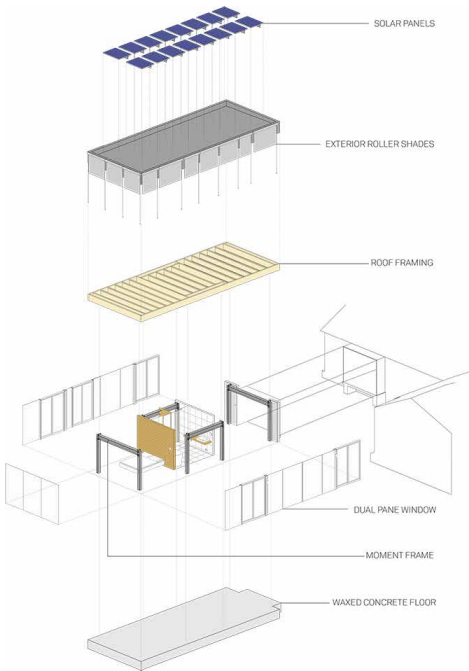 SOLAR PANELS
EXTERIOR ROLLER SHADES
ROOF FRAMING
DUAL PANE WINDOW
MOMENT FRAME
WAXED CONCRETE FLOOR